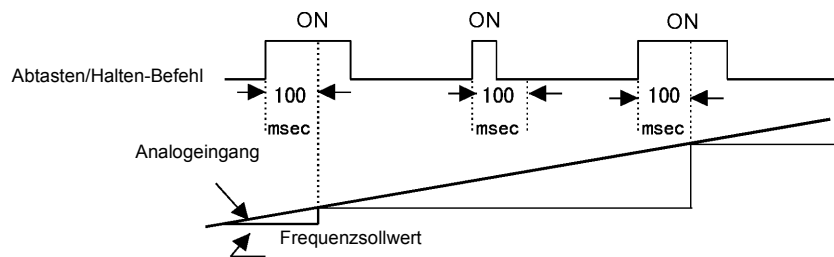 ON ON ON
Abtasten/Halten-Befehl
100 100 100
msec msec msec
Analogeingang
Frequenzsollwert